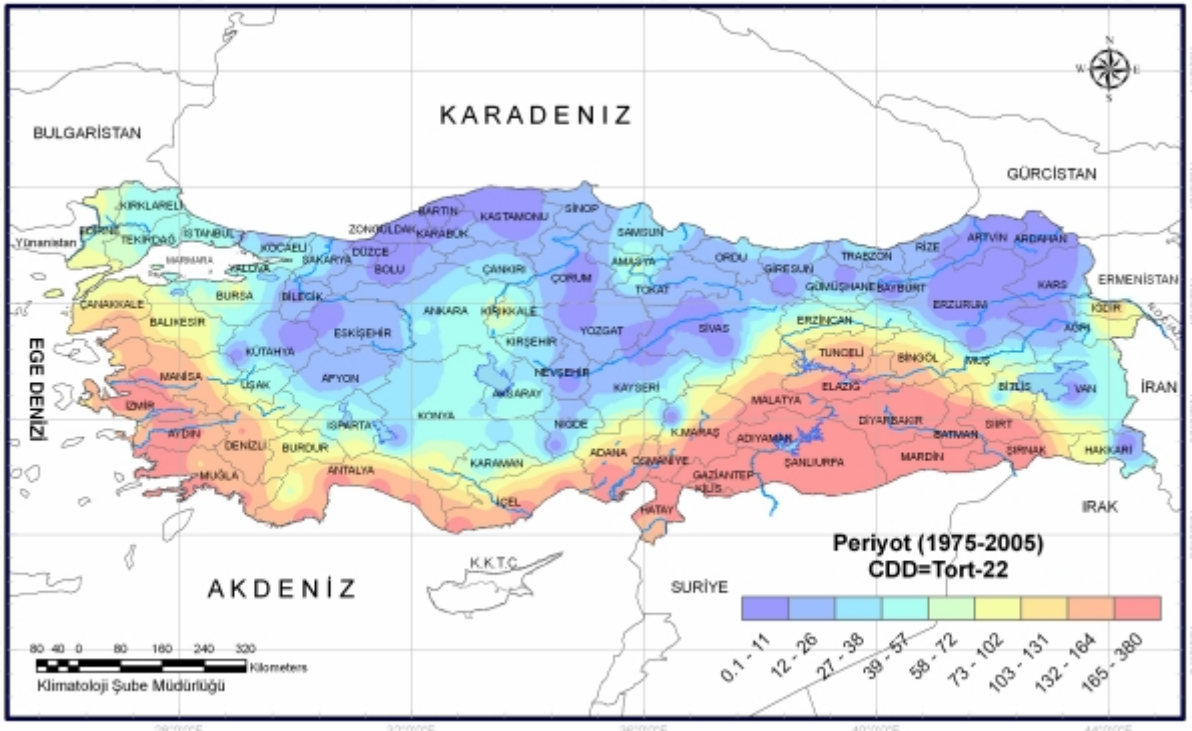 N
W E
S
KARADENIZ
BULGARİSTAN
GÜRCİSTAN
KIRKLARELİ
EDİRNE
TEKİRDAĞ
İSTANBUL
Yunanistan
MARMARA
KOCAELİ
YALOVA
SAKARYA
DÜZCE
BOLU
ZONGULDAK
BARTIN
KARABÜK
KASTAMONU
SİNOP
SAMSUN
AMASYA
ÇANKIRI
ÇORUM
TOKAT
ORDU
GİRESUN
TRABZON
RİZE
ARTVİN
ARDAHAN
GÜMÜŞHANE
BAYBURT
ERZURUM
KARS
ERMENİSTAN
IĞDIR
AĞRI
ÇANAKKALE
BURSA
BİLECİK
BALIKESİR
ESKİŞEHİR
ANKARA
KIRIKKALE
KIRŞEHİR
YOZGAT
SİVAS
ERZİNCAN
TUNCELİ
BİNGÖL
MUŞ
BİTLİS
VAN
İRAN
EGE DENİZİ
KÜTAHYA
MANİSA
UŞAK
AFYON
AKSARAY
NEVŞEHİR
KAYSERİ
MALATYA
ELAZIĞ
DİYARBAKIR
BATMAN
SİİRT
İZMİR
AYDIN
DENİZLİ
BURDUR
ISPARTA
KONYA
NİĞDE
K.MARAŞ
ADIYAMAN
ŞANLIURFA
MARDİN
ŞIRNAK
HAKKARİ
MUĞLA
ANTALYA
KARAMAN
İÇEL
ADANA
OSMANİYE
GAZİANTEP
KİLİS
HATAY
IRAK
SURİYE
K.K.T.C
AKDENİZ
Periyot (1975-2005)
CDD=Tort-22
0.1 - 11
12 - 26
27 - 38
39 - 57
58 - 72
73 - 102
103 - 131
132 - 164
165 - 380
80 40 0 80 160 240 320
Kilometers
Klimatoloji Şube Müdürlüğü